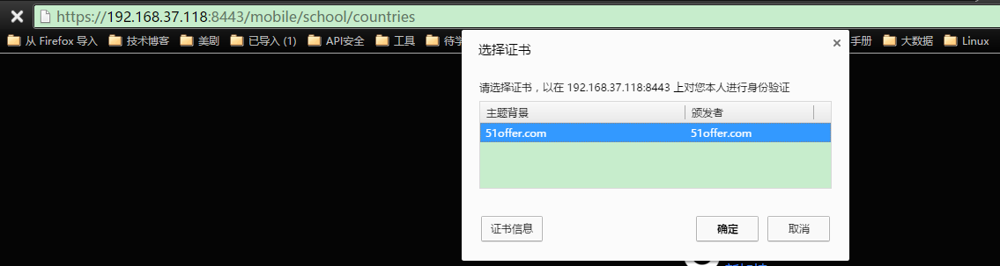 https://192.168.37.118:8443/mobile/school/countries
从 Firefox 导入 技术博客 美剧 已导入 (1) API安全 工具 待学 手册 大数据 Linux
选择证书
请选择证书，以在 192.168.37.118:8443 上对您本人进行身份验证
主题背景 颁发者
51offer.com 51offer.com
证书信息 确定 取消